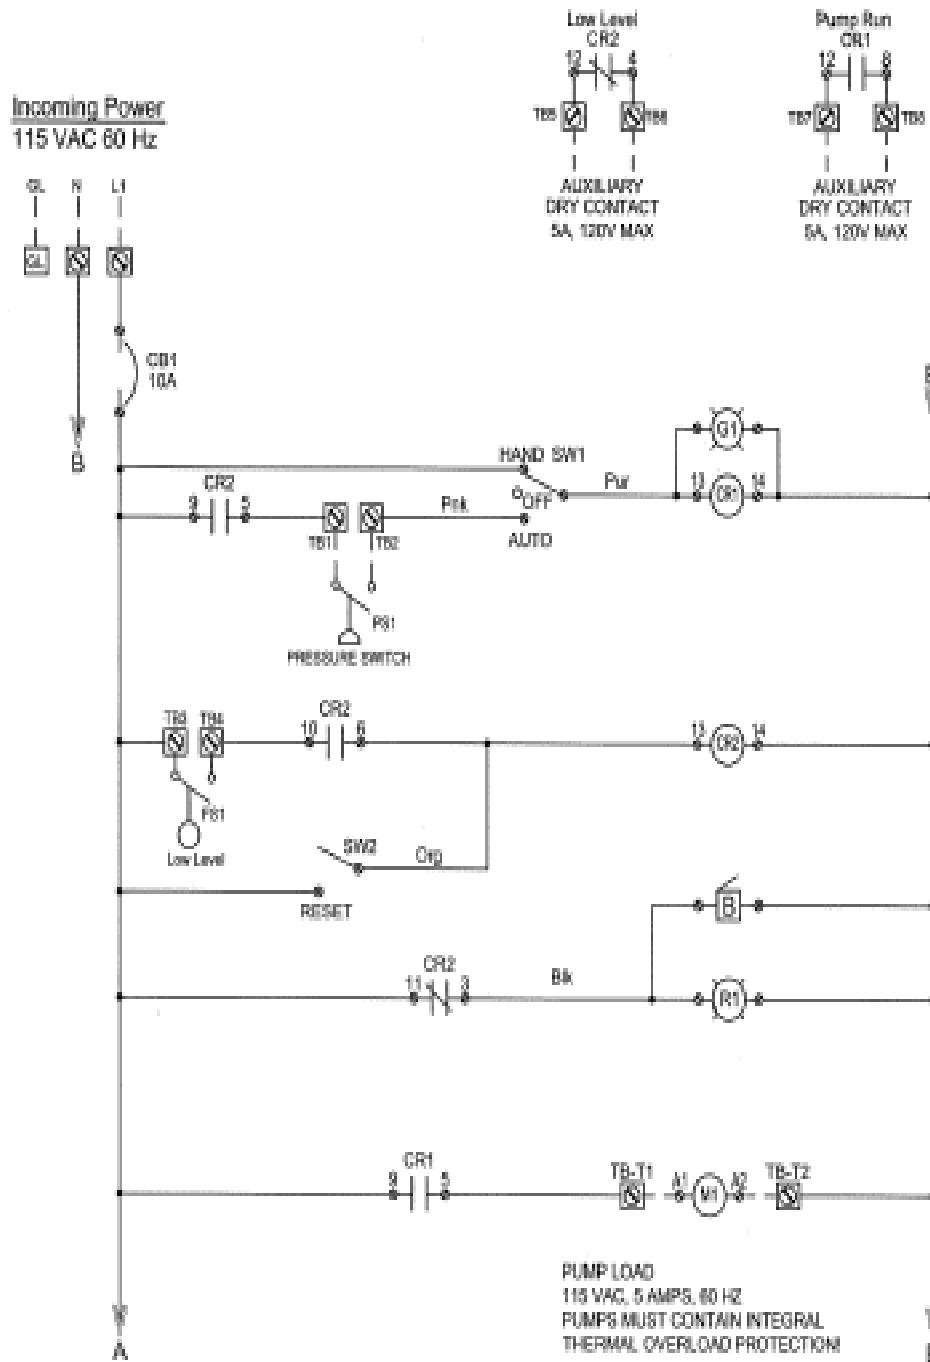 Low Level
CR2
12 4
TB5 TB6
AUXILIARY
DRY CONTACT
5A, 120V MAX
Pump Run
CR1
12 8
TB7 TB8
AUXILIARY
DRY CONTACT
5A, 120V MAX
Incoming Power
115 VAC 60 Hz
GL N L1
GL
CB1
10A
B
HAND SW1
OFF
AUTO
Pur
G1
13 CR1 14
CR2
9 5
Pnk
TB1 TB2
PS1
PRESSURE SWITCH
TB3 TB4
CR2
10 6
13 CR2 14
FS1
Low Level
SW2
Org
RESET
B
CR2
11 3
Blk
R1
CR1
9 5
TB-T1 A1 M1 A2 TB-T2
PUMP LOAD
115 VAC, 5 AMPS, 60 HZ
PUMPS MUST CONTAIN INTEGRAL
THERMAL OVERLOAD PROTECTION!
A